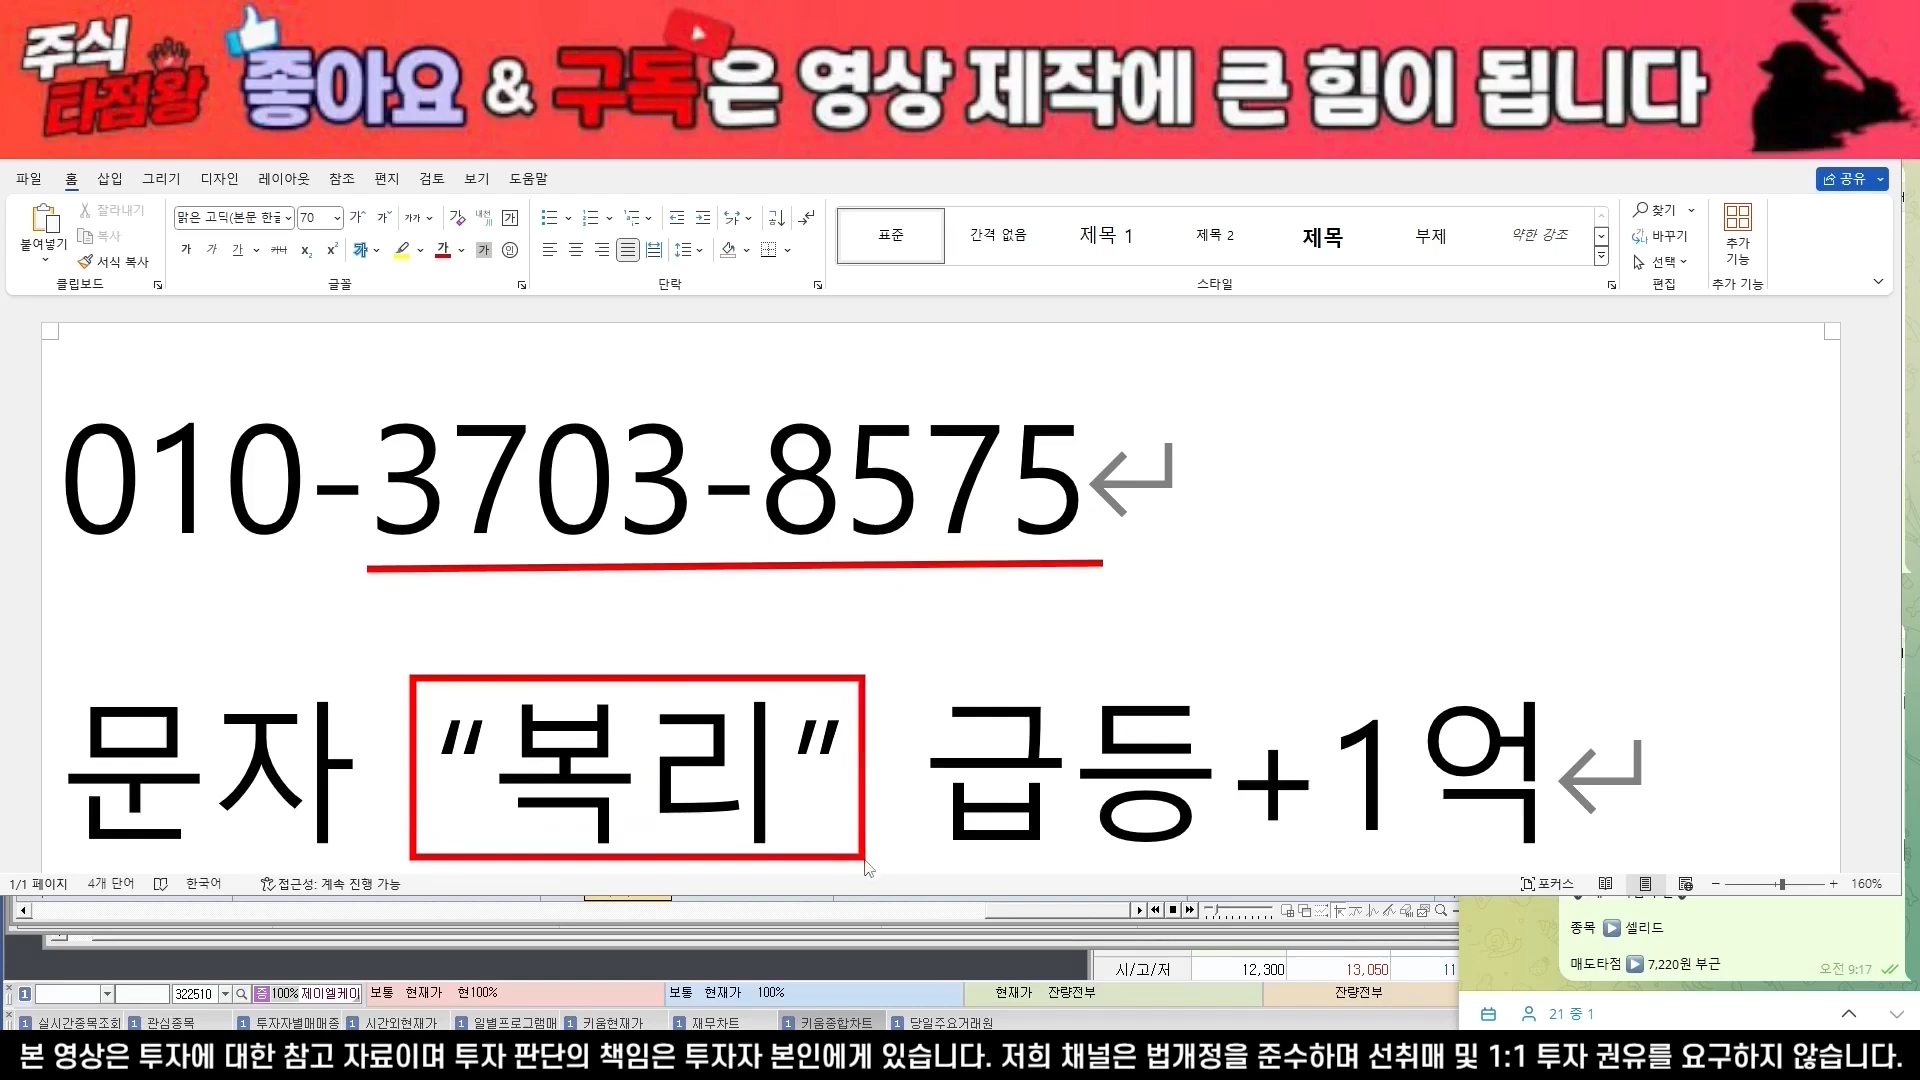 주식
타점왕
좋아요 & 구독은 영상 제작에 큰 힘이 됩니다
파일 홈 삽입 그리기 디자인 레이아웃 참조 편지 검토 보기 도움말
공유
붙여넣기
잘라내기
복사
서식 복사
클립보드
맑은 고딕(본문 한글 70
글꼴
단락
표준 간격 없음 제목 1 제목 2 제목 부제 약한 강조
스타일
찾기
바꾸기
선택
편집
추가
기능
추가 기능
010-3703-8575
문자 “복리” 급등+1억
1/1 페이지 4개 단어 한국어 접근성: 계속 진행 가능
포커스 160%
종목 ▶ 셀리드
매도타점 ▶ 7,220원 부근
오전 9:17
시/고/저 12,300 13,050 11
1 322510 증 100% 제이엘케이 보통 현재가 현100% 보통 현재가 100% 현재가 잔량전부 잔량전부
21 중 1
1 실시간종목조회 1 관심종목 1 투자자별매매종 1 시간외현재가 1 일별프로그램매 1 키움현재가 1 재무차트 1 키움종합차트 1 당일주요거래원
본 영상은 투자에 대한 참고 자료이며 투자 판단의 책임은 투자자 본인에게 있습니다. 저희 채널은 법개정을 준수하며 선취매 및 1:1 투자 권유를 요구하지 않습니다.